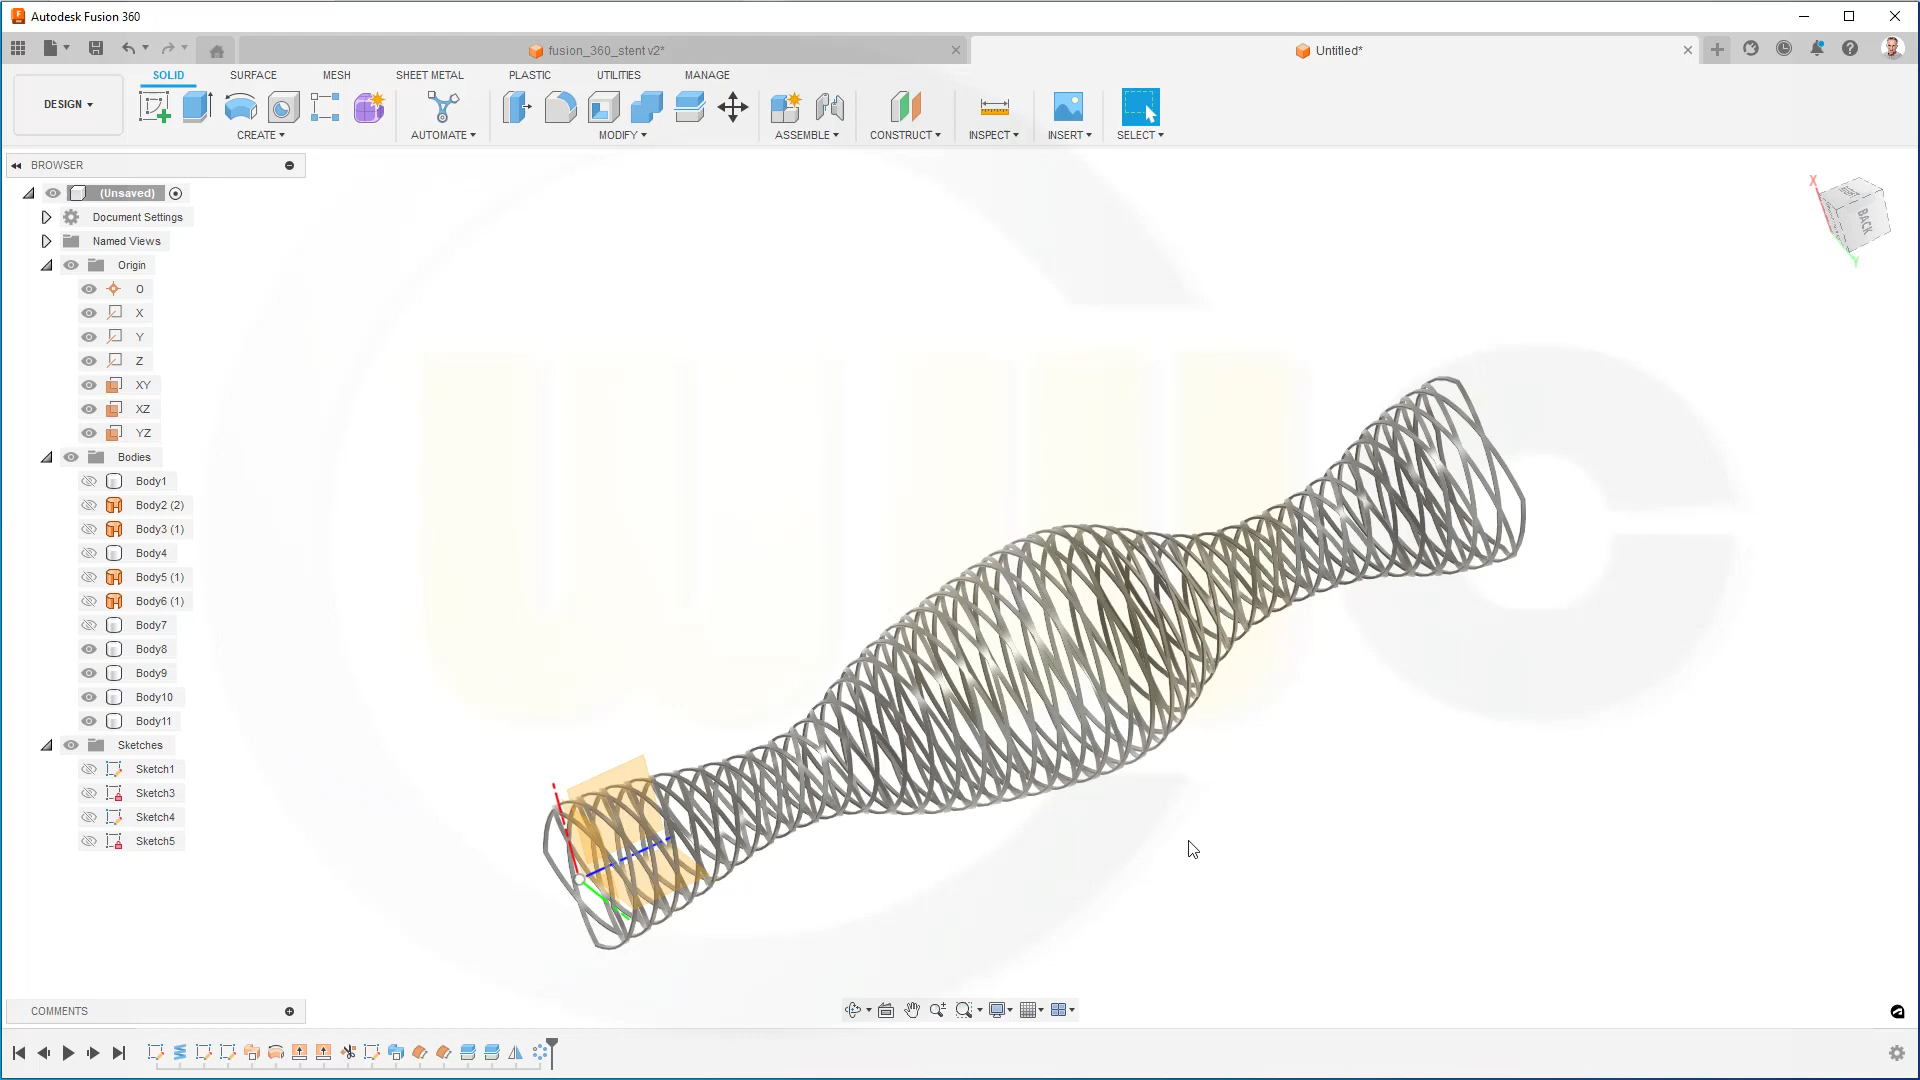 Autodesk Fusion 360
fusion_360_stent v2*
Untitled*
DESIGN
SOLID
SURFACE
MESH
SHEET METAL
PLASTIC
UTILITIES
MANAGE
CREATE
AUTOMATE
MODIFY
ASSEMBLE
CONSTRUCT
INSPECT
INSERT
SELECT
BROWSER
(Unsaved)
Document Settings
Named Views
Origin
O
X
Y
Z
XY
XZ
YZ
Bodies
Body1
Body2 (2)
Body3 (1)
Body4
Body5 (1)
Body6 (1)
Body7
Body8
Body9
Body10
Body11
Sketches
Sketch1
Sketch3
Sketch4
Sketch5
X
RIGHT
BACK
Y
COMMENTS